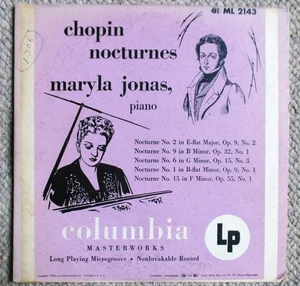 ML 2143
chopin
nocturnes
maryla jonas,
piano
Nocturne No. 2 in E-flat Major, Op. 9, No. 2
Nocturne No. 9 in B Minor, Op. 32, No. 1
Nocturne No. 6 in G Minor, Op. 15, No. 3
Nocturne No. 1 in B-flat Minor, Op. 9, No. 1
Nocturne No. 15 in F Minor, Op. 55, No. 1
columbia
MASTERWORKS
Lp
Long Playing Microgroove • Nonbreakable Record